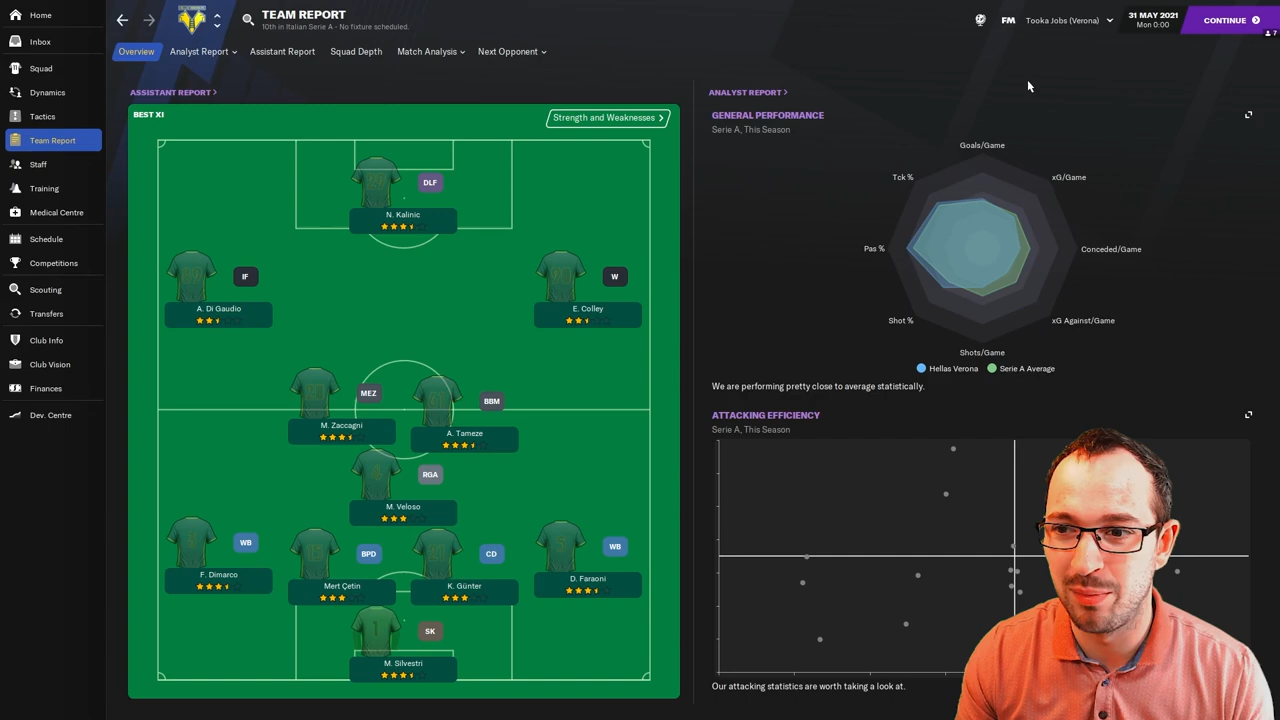 Home
Inbox
Squad
Dynamics
Tactics
Team Report
Staff
Training
Medical Centre
Schedule
Competitions
Scouting
Transfers
Club Info
Club Vision
Finances
Dev. Centre
TEAM REPORT
10th in Italian Serie A - No fixture scheduled.
FM
Tooka Jobs (Verona)
31 MAY 2021
Mon 0:00
CONTINUE
7
Overview
Analyst Report
Assistant Report
Squad Depth
Match Analysis
Next Opponent
ASSISTANT REPORT
BEST XI
Strength and Weaknesses
DLF
N. Kalinic
IF
A. Di Gaudio
W
E. Colley
MEZ
M. Zaccagni
BBM
A. Tameze
RGA
M. Veloso
WB
F. Dimarco
BPD
Mert Çetin
CD
K. Günter
WB
D. Faraoni
1
SK
M. Silvestri
ANALYST REPORT
GENERAL PERFORMANCE
Serie A, This Season
Goals/Game
Tck %
xG/Game
Pas %
Conceded/Game
Shot %
xG Against/Game
Shots/Game
Hellas Verona
Serie A Average
We are performing pretty close to average statistically.
ATTACKING EFFICIENCY
Serie A, This Season
Our attacking statistics are worth taking a look at.